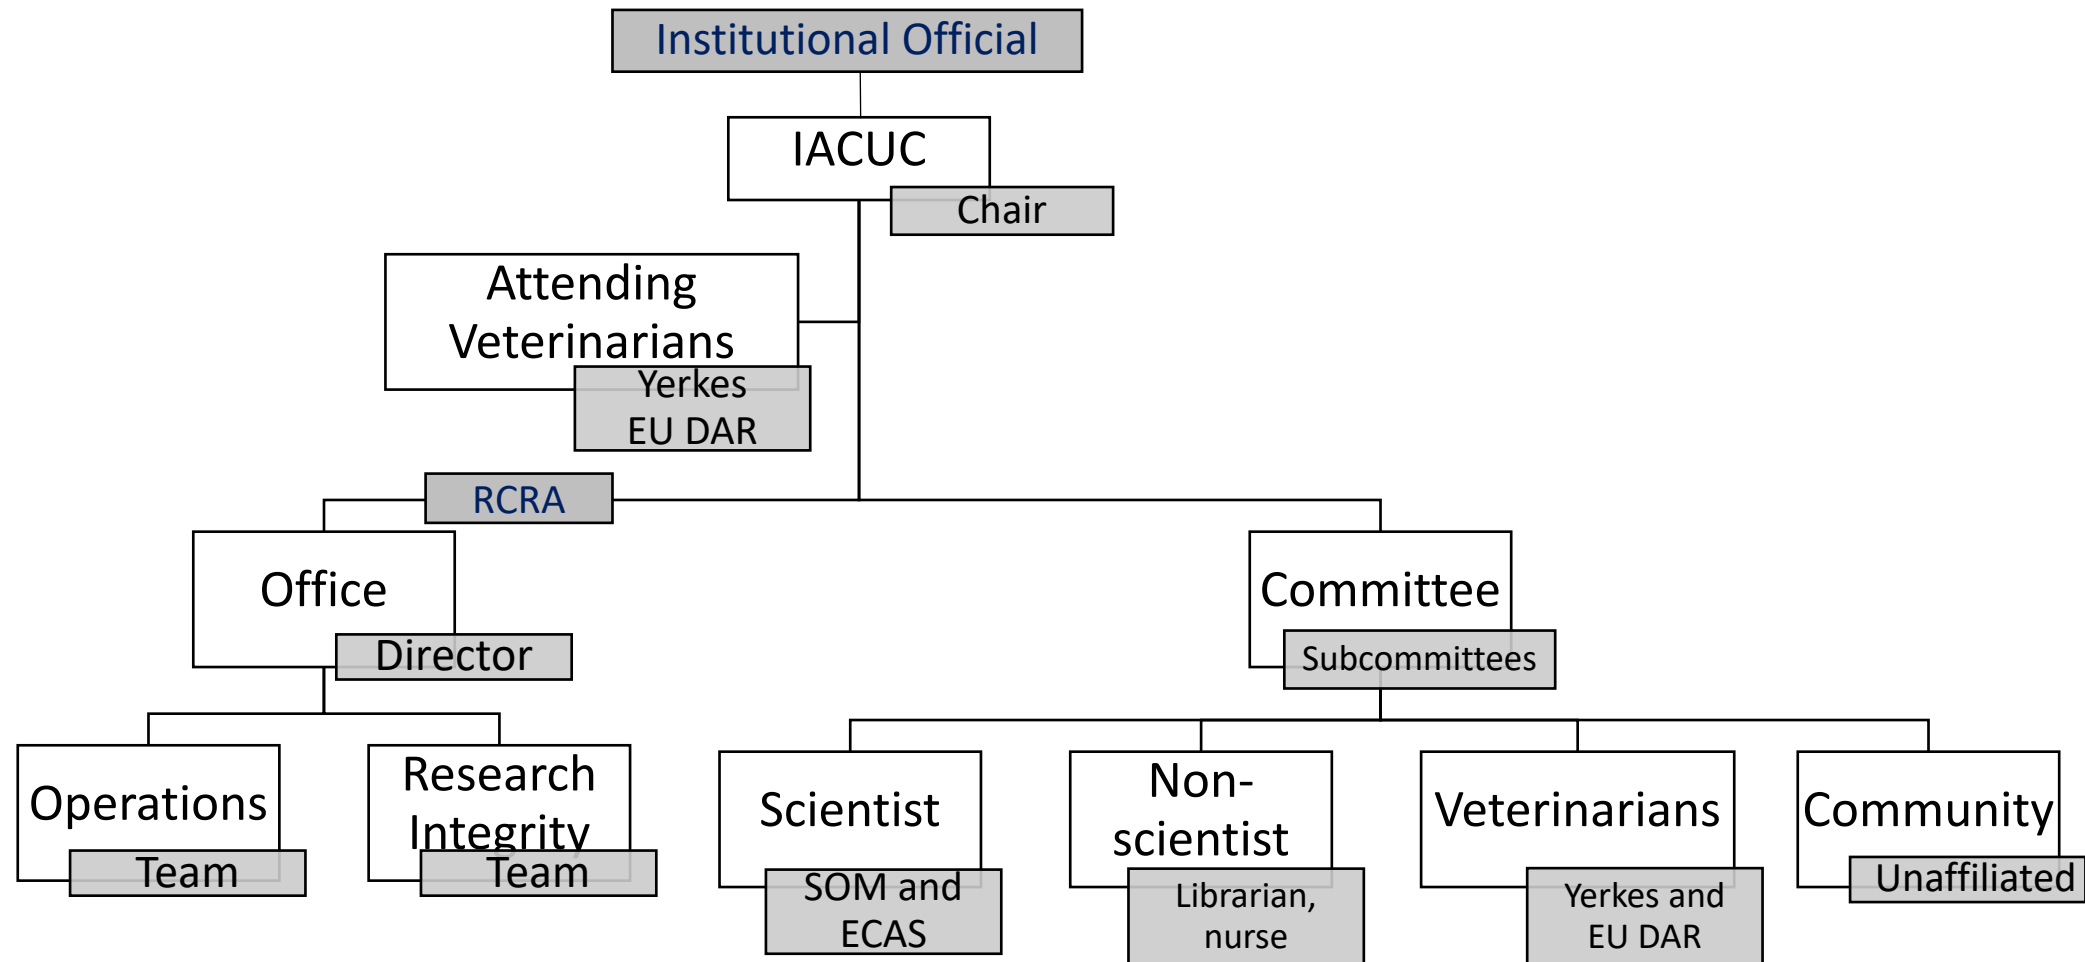 Institutional Official
IACUC
Chair
Attending
Veterinarians
Yerkes
EU DAR
RCRA
Office
Director
Committee
Subcommittees
Operations
Team
Research
Integrity
Team
Scientist
SOM and
ECAS
Non-
scientist
Librarian,
nurse
Veterinarians
Yerkes and
EU DAR
Community
Unaffiliated